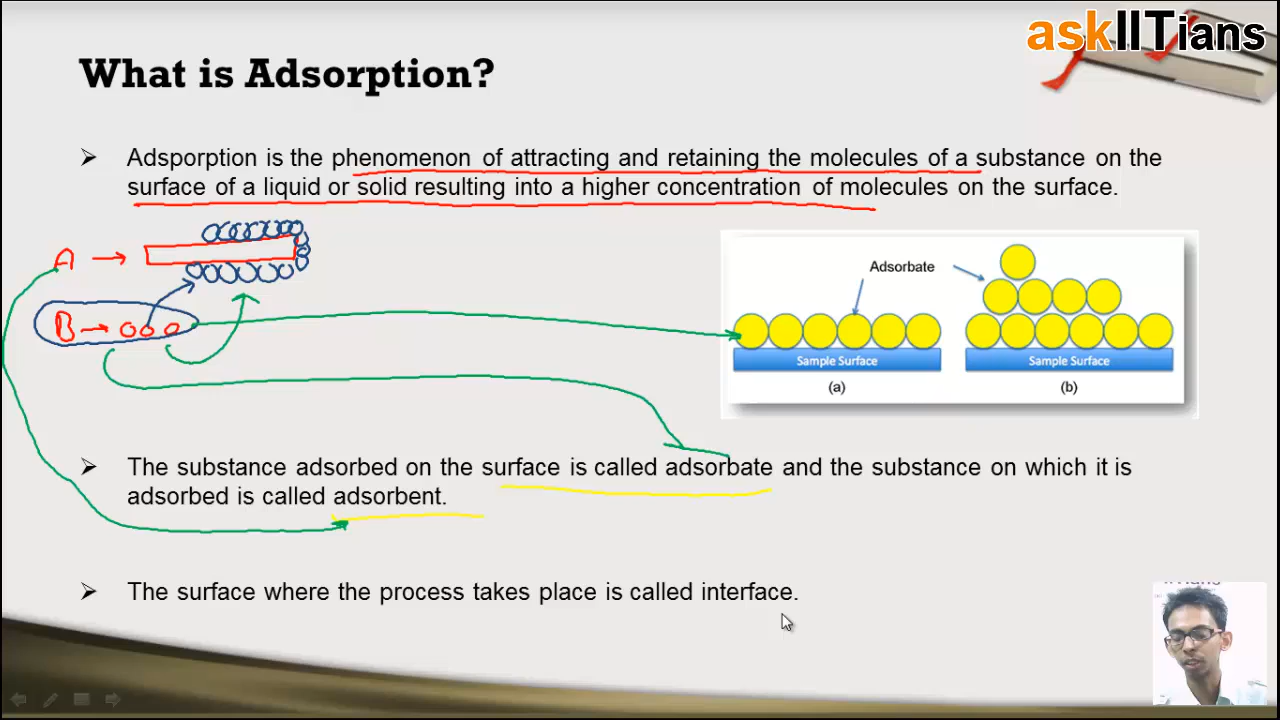 askIITians
What is Adsorption?
Adsporption is the phenomenon of attracting and retaining the molecules of a substance on the
surface of a liquid or solid resulting into a higher concentration of molecules on the surface.
A
B
Adsorbate
Sample Surface
Sample Surface
(a)
(b)
The substance adsorbed on the surface is called adsorbate and the substance on which it is
adsorbed is called adsorbent.
The surface where the process takes place is called interface.